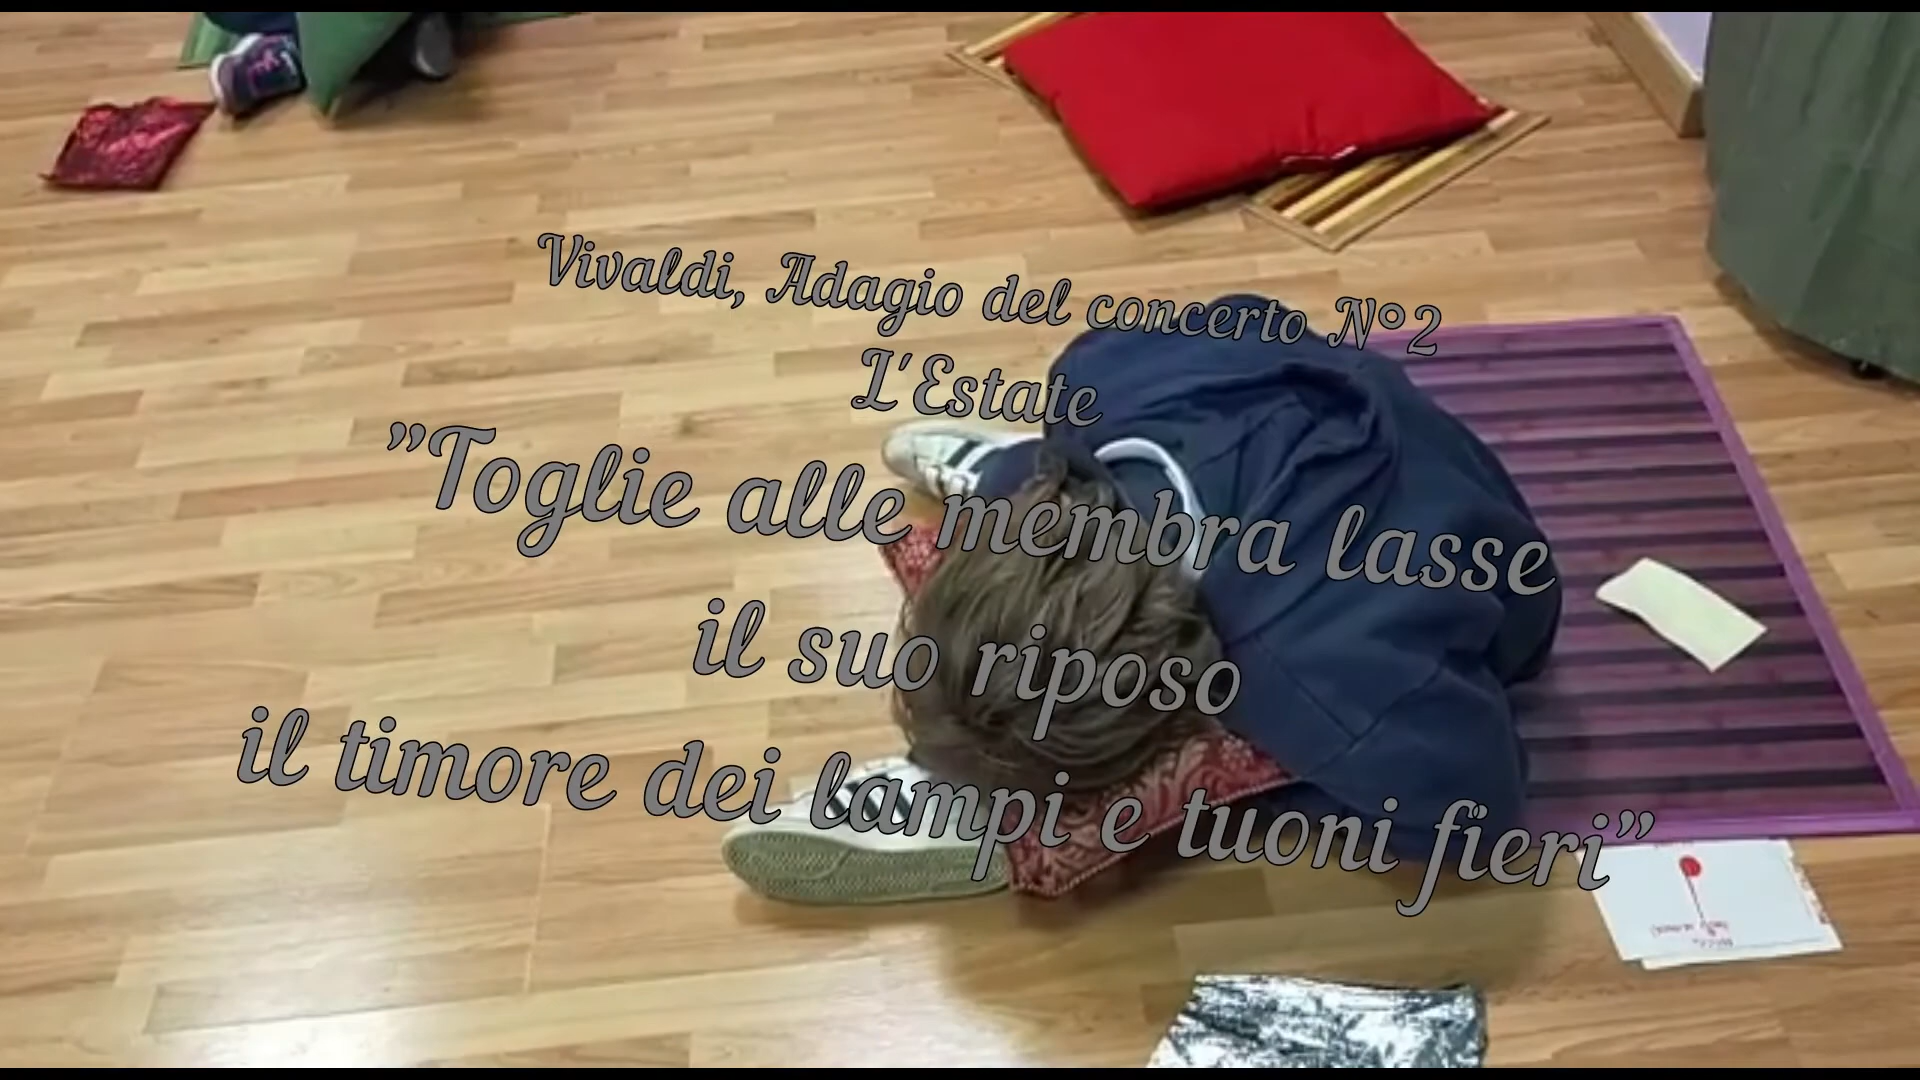 Vivaldi, Adagio del concerto N°2
L'Estate
"Toglie alle membra lasse
il suo riposo
il timore dei lampi e tuoni fieri"